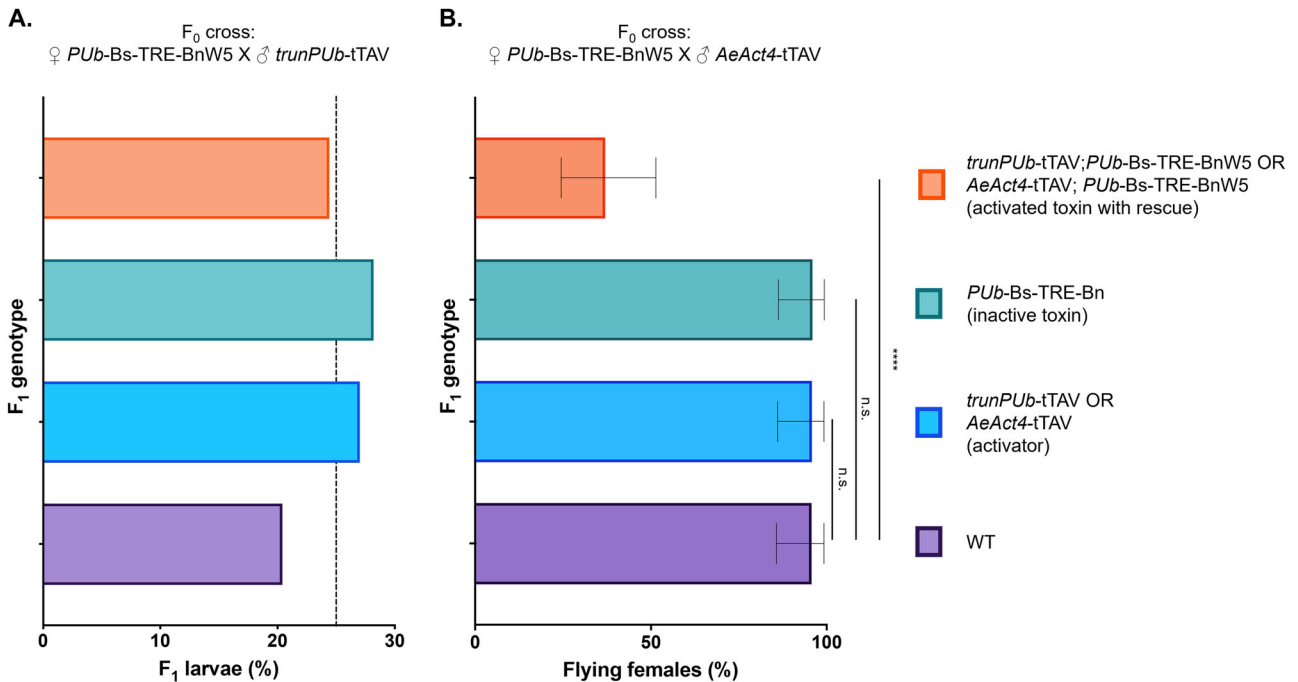 A.
F0 cross:
♀ PUb-Bs-TRE-BnW5 X ♂ trunPUb-tTAV
F1 genotype
0
10
20
30
F1 larvae (%)
B.
F0 cross:
♀ PUb-Bs-TRE-BnW5 X ♂ AeAct4-tTAV
F1 genotype
n.s.
n.s.
****
0
50
100
Flying females (%)
trunPUb-tTAV;PUb-Bs-TRE-BnW5 OR
AeAct4-tTAV; PUb-Bs-TRE-BnW5
(activated toxin with rescue)
PUb-Bs-TRE-Bn
(inactive toxin)
trunPUb-tTAV OR
AeAct4-tTAV
(activator)
WT